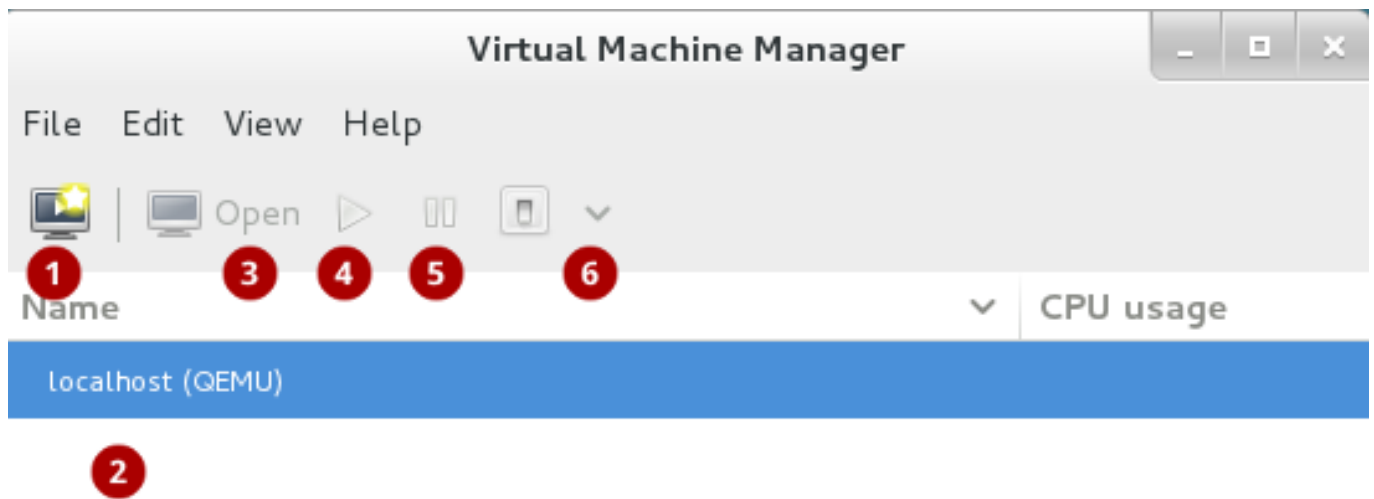 Virtual Machine Manager
File Edit View Help
Open
1 3 4 5 6
Name CPU usage
localhost (QEMU)
2